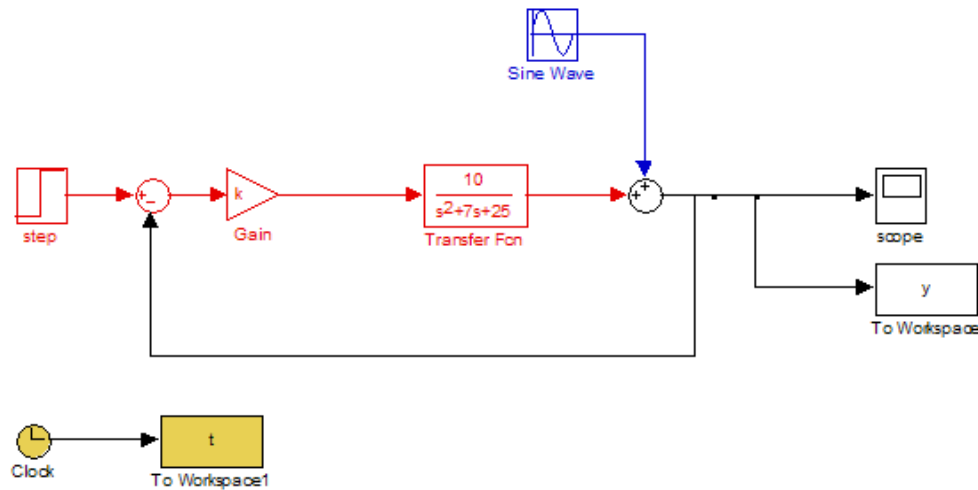 Sine Wave
step
+
−
k
Gain
10
s2+7s+25
Transfer Fcn
+
+
scope
y
To Workspace
Clock
t
To Workspace1